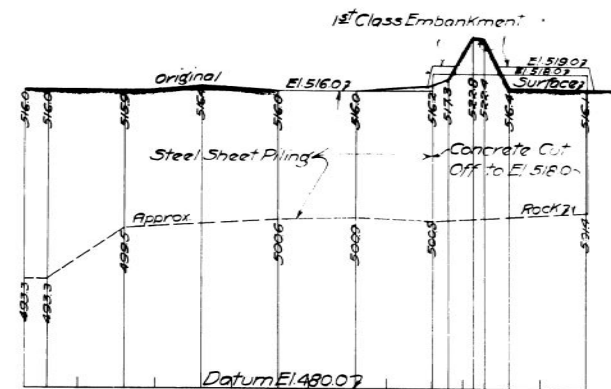 1st Class Embankment
El.519.0
El.518.0
Original
El.516.0
Surface
516.0
516.0
515.9
516.0
516.0
516.2
517.3
522.8
522.4
516.4
516.1
Steel Sheet Piling
Concrete Cut
Off to El.518.0
Approx.
Rock
493.3
493.3
499.5
500.6
500.9
500.3
Datum El.480.0